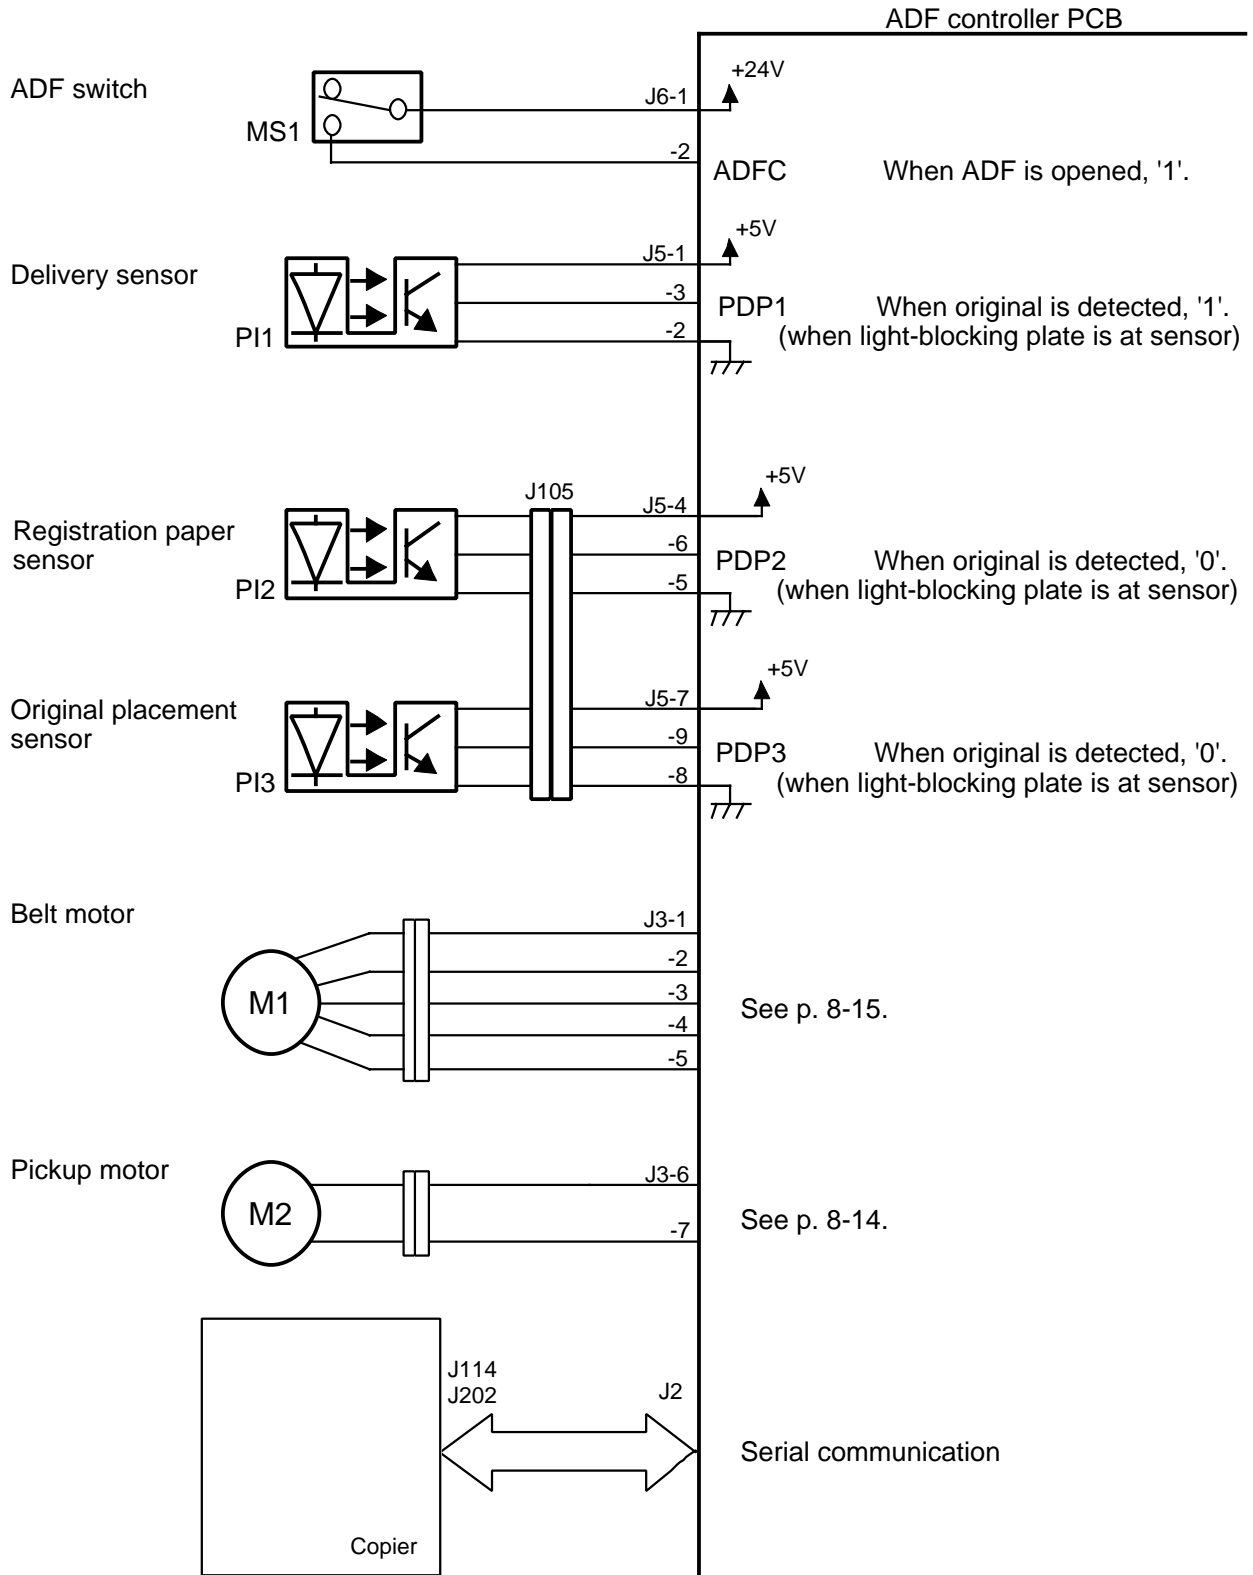 ADF controller PCB
+24V
ADF switch
J6-1
MS1
-2
ADFC When ADF is opened, '1'.
+5V
Delivery sensor
J5-1
-3
PDP1 When original is detected, '1'.
PI1
-2
(when light-blocking plate is at sensor)
+5V
J105
J5-4
Registration paper
sensor
-6
PDP2 When original is detected, '0'.
PI2
-5
(when light-blocking plate is at sensor)
+5V
J5-7
Original placement
sensor
-9
PDP3 When original is detected, '0'.
PI3
-8
(when light-blocking plate is at sensor)
Belt motor
J3-1
-2
M1
-3
See p. 8-15.
-4
-5
Pickup motor
J3-6
M2
See p. 8-14.
-7
J114
J202
J2
Serial communication
Copier